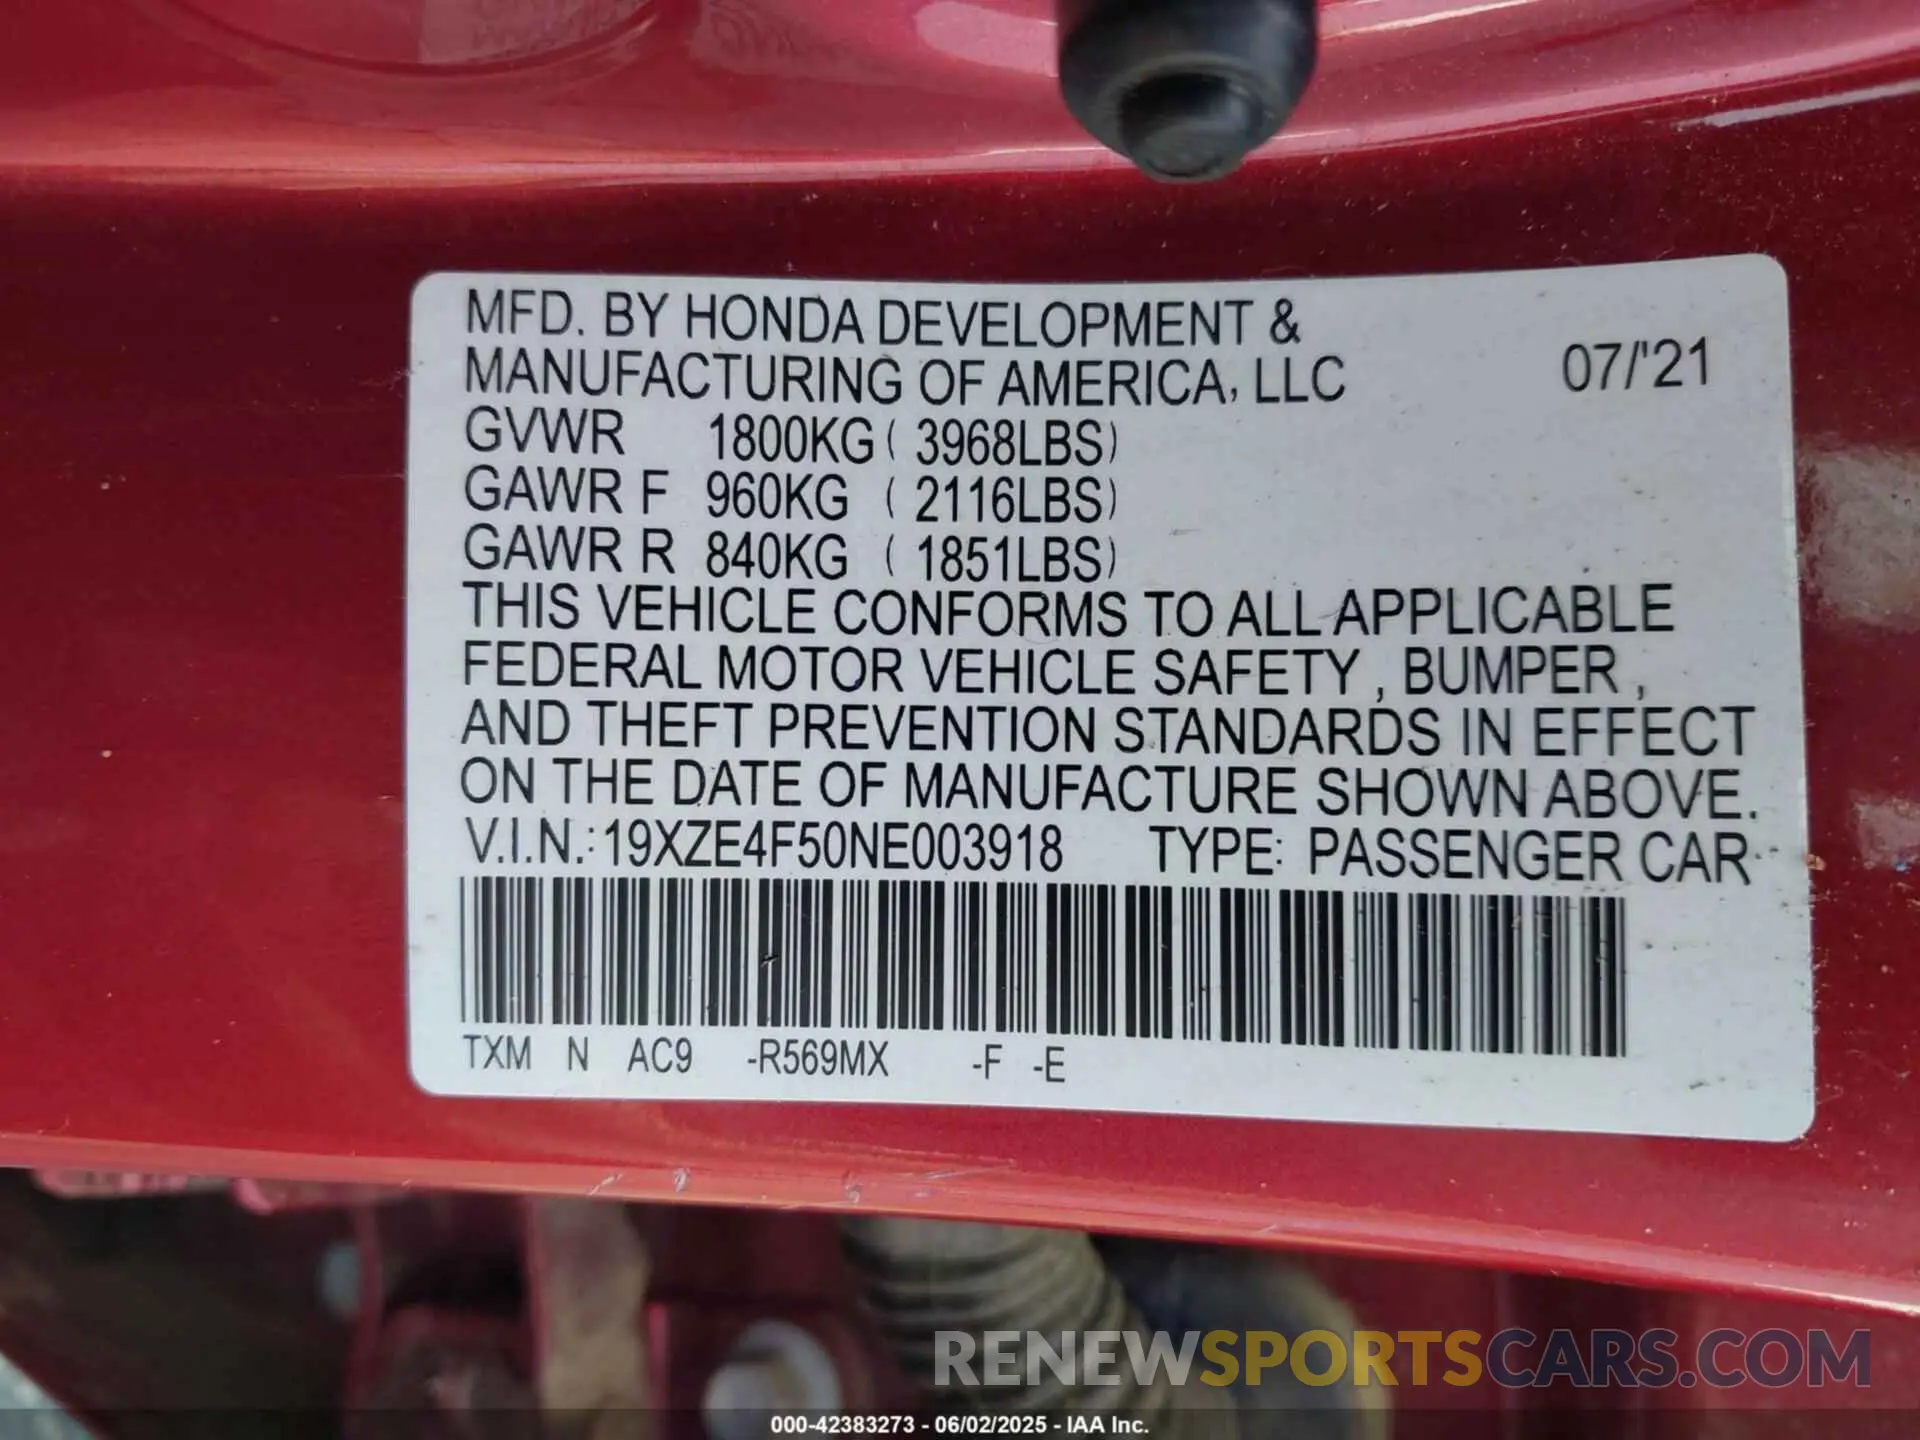 MFD. BY HONDA DEVELOPMENT &
MANUFACTURING OF AMERICA, LLC 07/'21
GVWR 1800KG ( 3968LBS)
GAWR F 960KG ( 2116LBS)
GAWR R 840KG ( 1851LBS)
THIS VEHICLE CONFORMS TO ALL APPLICABLE
FEDERAL MOTOR VEHICLE SAFETY , BUMPER ,
AND THEFT PREVENTION STANDARDS IN EFFECT
ON THE DATE OF MANUFACTURE SHOWN ABOVE.
V.I.N.: 19XZE4F50NE003918 TYPE: PASSENGER CAR
TXM N AC9 -R569MX -F -E
RENEWSPORTSCARS.COM
000-42383273 - 06/02/2025 - IAA Inc.